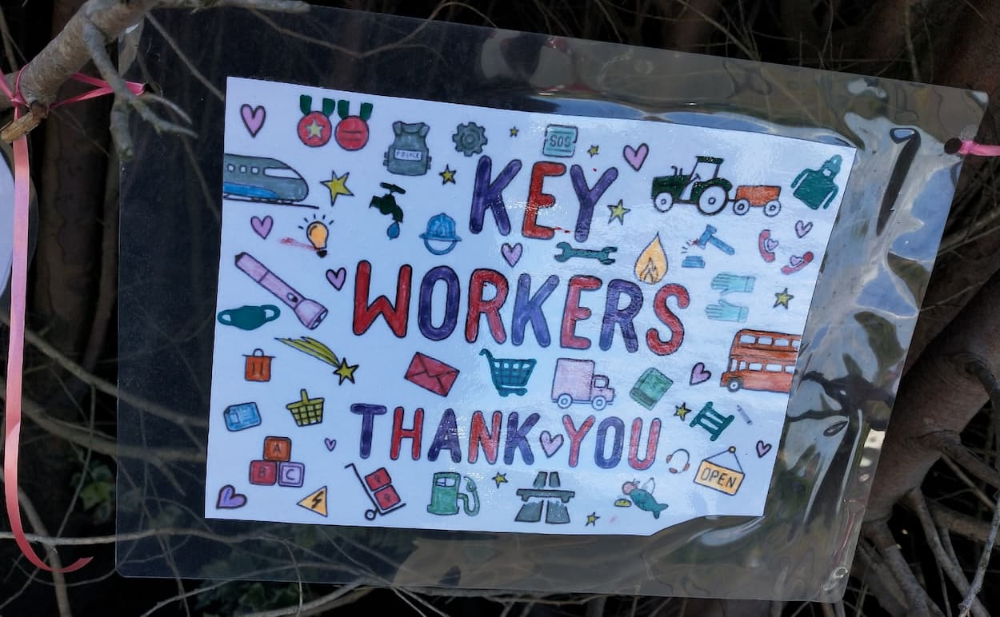 POLICE
SOS
KEY
WORKERS
THANK YOU
A
B C
OPEN